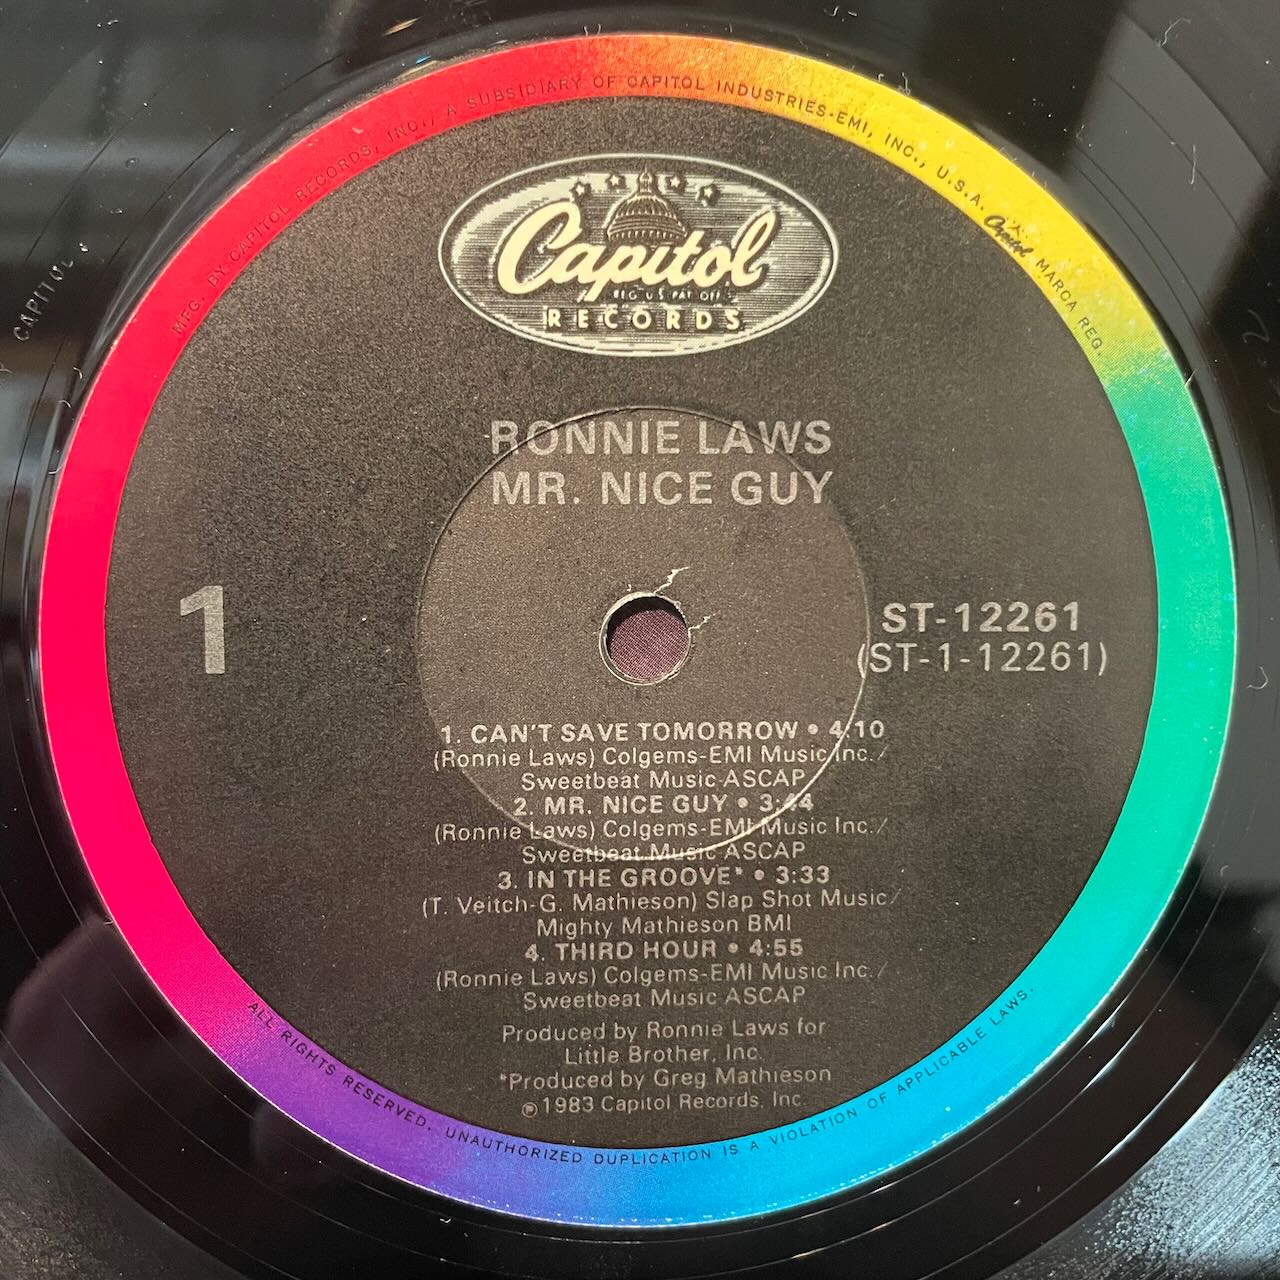 MFG. BY CAPITOL RECORDS, INC., A SUBSIDIARY OF CAPITOL INDUSTRIES-EMI, INC., U.S.A. Capitol MARCA REG.
CAPITOL
Capitol
REG. U.S. PAT. OFF.
RECORDS
RONNIE LAWS
MR. NICE GUY
1
ST-12261
(ST-1-12261)
1. CAN'T SAVE TOMORROW • 4:10
(Ronnie Laws) Colgems-EMI Music Inc./
Sweetbeat Music ASCAP
2. MR. NICE GUY • 3:44
(Ronnie Laws) Colgems-EMI Music Inc./
Sweetbeat Music ASCAP
3. IN THE GROOVE* • 3:33
(T. Veitch-G. Mathieson) Slap Shot Music/
Mighty Mathieson BMI
4. THIRD HOUR • 4:55
(Ronnie Laws) Colgems-EMI Music Inc./
Sweetbeat Music ASCAP
Produced by Ronnie Laws for
Little Brother, Inc.
*Produced by Greg Mathieson
℗ 1983 Capitol Records, Inc.
ALL RIGHTS RESERVED. UNAUTHORIZED DUPLICATION IS A VIOLATION OF APPLICABLE LAWS.